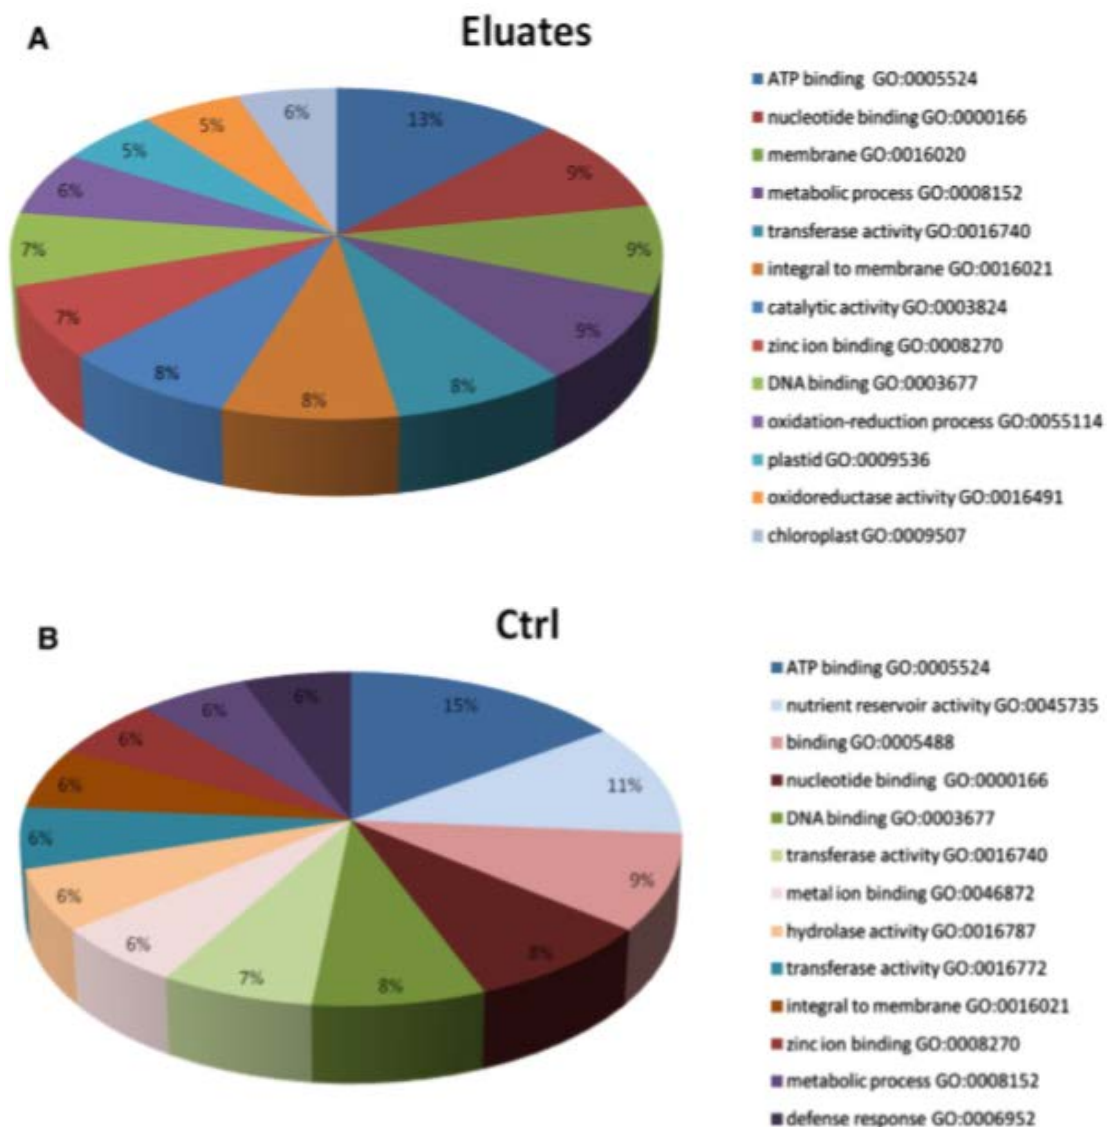 A
Eluates
13%
9%
9%
9%
8%
8%
8%
7%
7%
6%
5%
5%
6%
ATP binding GO:0005524
nucleotide binding GO:0000166
membrane GO:0016020
metabolic process GO:0008152
transferase activity GO:0016740
integral to membrane GO:0016021
catalytic activity GO:0003824
zinc ion binding GO:0008270
DNA binding GO:0003677
oxidation-reduction process GO:0055114
plastid GO:0009536
oxidoreductase activity GO:0016491
chloroplast GO:0009507
B
Ctrl
15%
11%
9%
8%
8%
7%
6%
6%
6%
6%
6%
6%
6%
ATP binding GO:0005524
nutrient reservoir activity GO:0045735
binding GO:0005488
nucleotide binding GO:0000166
DNA binding GO:0003677
transferase activity GO:0016740
metal ion binding GO:0046872
hydrolase activity GO:0016787
transferase activity GO:0016772
integral to membrane GO:0016021
zinc ion binding GO:0008270
metabolic process GO:0008152
defense response GO:0006952